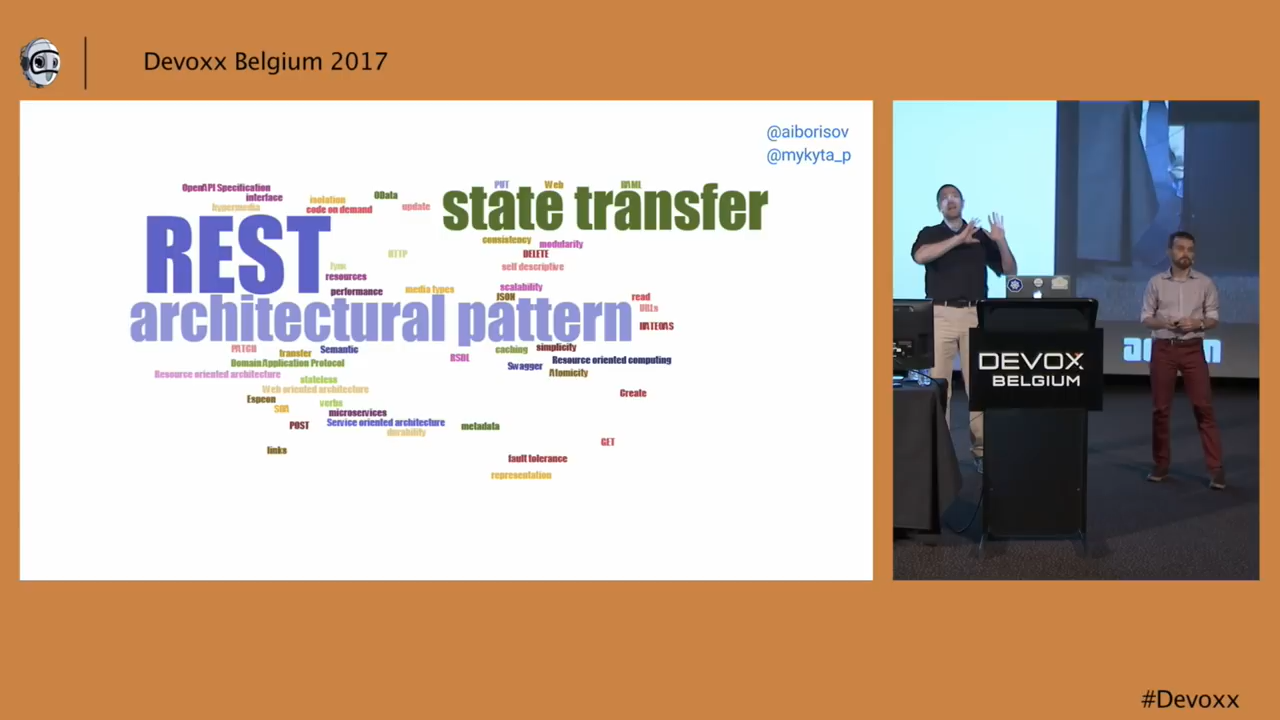 Devoxx Belgium 2017
@aiborisov
@mykyta_p
OpenAPI Specification
interface
hypermedia
isolation
code on demand
OData
update
PUT
Web
state transfer
REST
consistency
modularity
DELETE
self descriptive
HTTP
resources
performance
media types
scalability
JSON
read
URLs
HATEOAS
architectural pattern
PATCH
transfer
Semantic
Domain Application Protocol
Resource oriented architecture
stateless
Web oriented architecture
RSDL
caching
simplicity
Swagger
Resource oriented computing
Atomicity
Espeon
SOA
verbs
microservices
POST
Service oriented architecture
durability
metadata
Create
links
GET
fault tolerance
representation
DEVOX
BELGIUM
#Devoxx